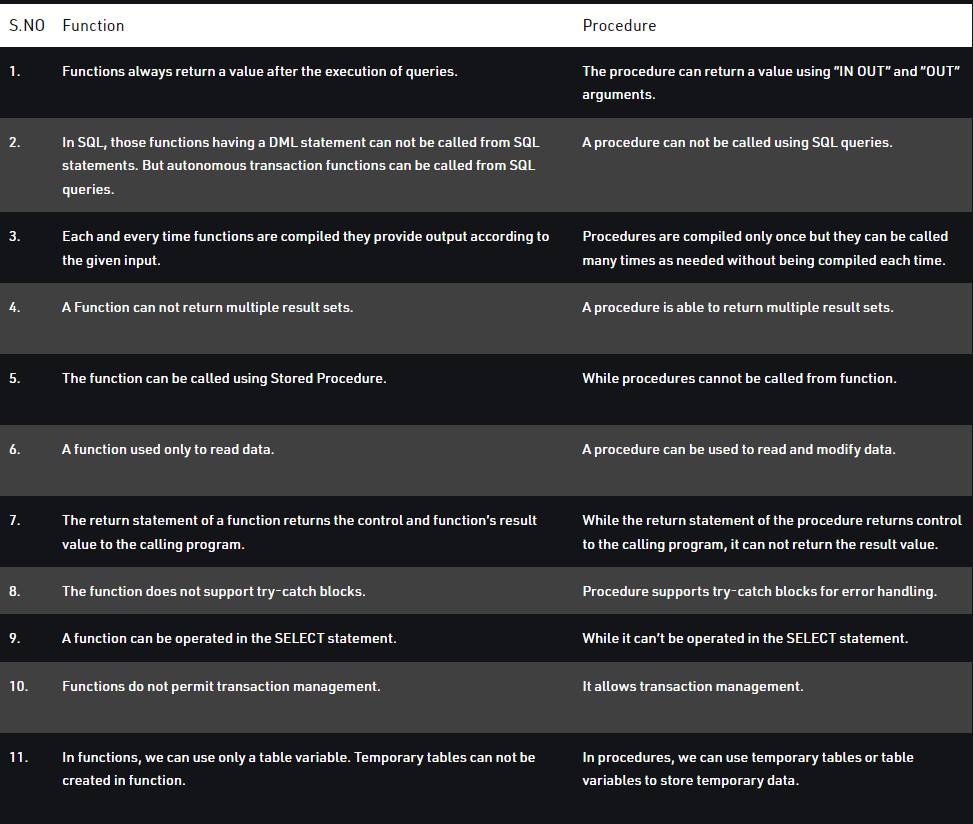 S.NO Function Procedure
1. Functions always return a value after the execution of queries. The procedure can return a value using “IN OUT” and “OUT”
arguments.
2. In SQL, those functions having a DML statement can not be called from SQL A procedure can not be called using SQL queries.
statements. But autonomous transaction functions can be called from SQL
queries.
3. Each and every time functions are compiled they provide output according to Procedures are compiled only once but they can be called
the given input. many times as needed without being compiled each time.
4. A Function can not return multiple result sets. A procedure is able to return multiple result sets.
5. The function can be called using Stored Procedure. While procedures cannot be called from function.
6. A function used only to read data. A procedure can be used to read and modify data.
7. The return statement of a function returns the control and function’s result While the return statement of the procedure returns control
value to the calling program. to the calling program, it can not return the result value.
8. The function does not support try-catch blocks. Procedure supports try-catch blocks for error handling.
9. A function can be operated in the SELECT statement. While it can’t be operated in the SELECT statement.
10. Functions do not permit transaction management. It allows transaction management.
11. In functions, we can use only a table variable. Temporary tables can not be In procedures, we can use temporary tables or table
created in function. variables to store temporary data.